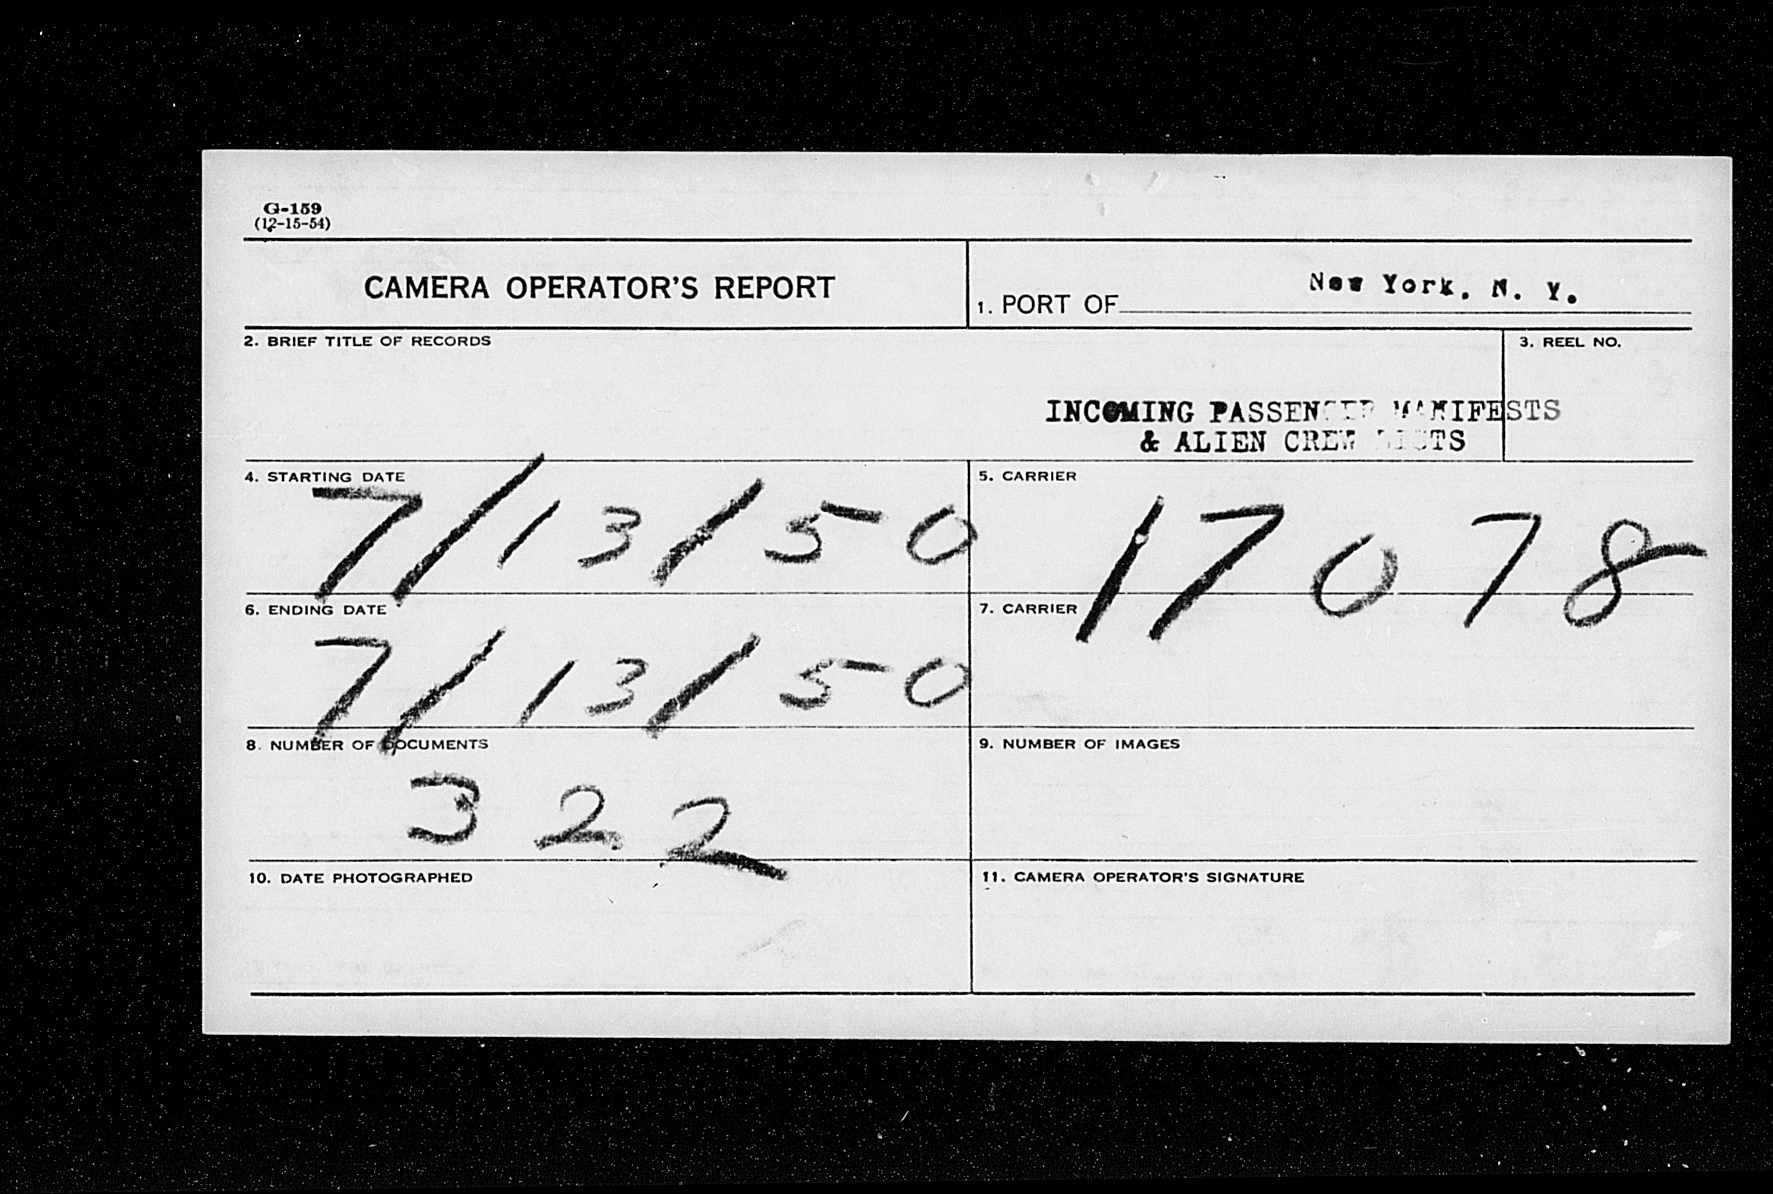 G-159
(12-15-54)
CAMERA OPERATOR'S REPORT
1. PORT OF New York, N. Y.
2. BRIEF TITLE OF RECORDS
3. REEL NO.
INCOMING PASSENGER MANIFESTS
& ALIEN CREW LISTS
4. STARTING DATE
7/13/50
5. CARRIER
17078
6. ENDING DATE
7/13/50
7. CARRIER
8. NUMBER OF DOCUMENTS
322
9. NUMBER OF IMAGES
10. DATE PHOTOGRAPHED
11. CAMERA OPERATOR'S SIGNATURE